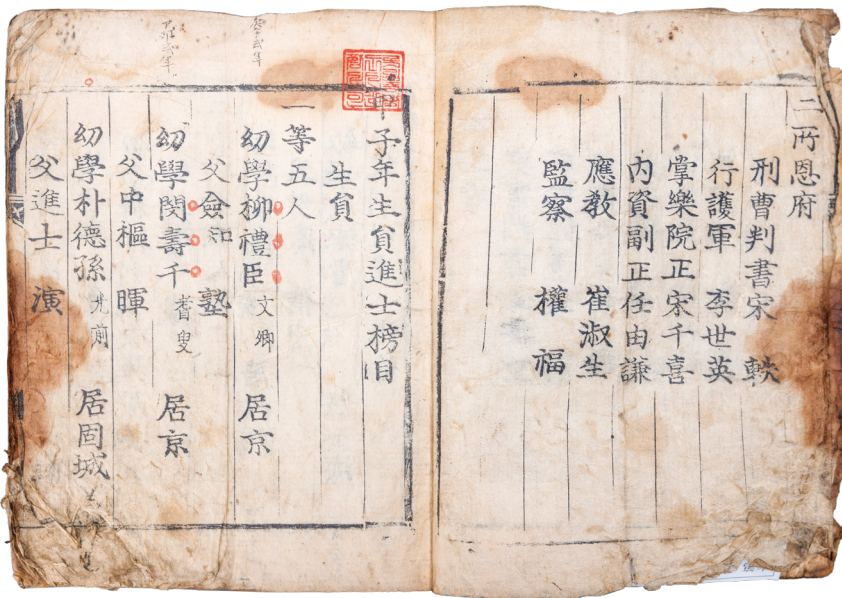 二所恩府
刑曹判書宋 軼
行護軍 李世英
掌樂院正宋千喜
內資副正任由謙
應教 崔淑生
監察 權福
甲子年生員進士榜目
生員
一等五人
幼學柳禮臣 文卿 居京
父僉知 塾
幼學閔壽千 耆叟 居京
父中樞 暉
幼學朴德孫 居固城
父進士 演